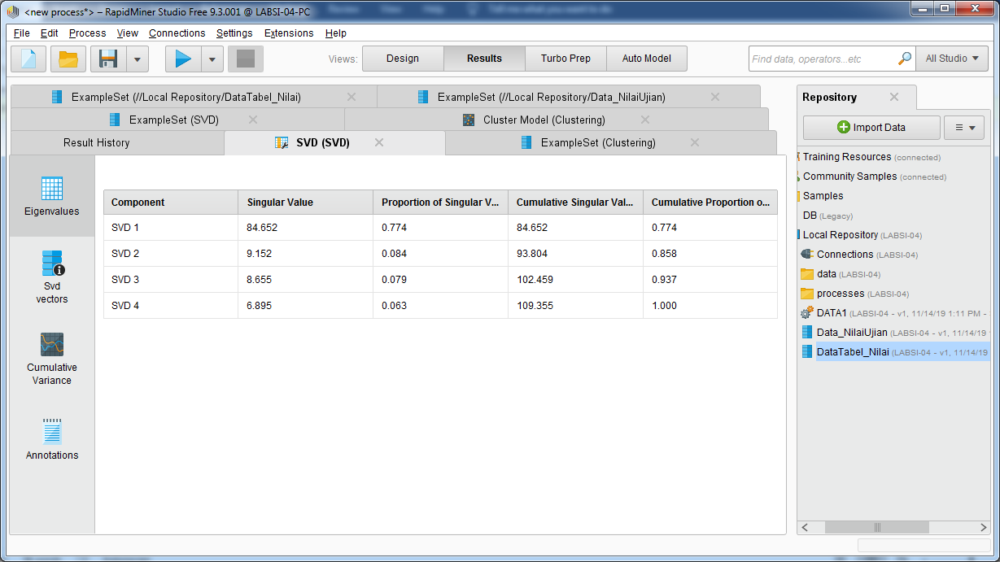 <new process*> – RapidMiner Studio Free 9.3.001 @ LABSI-04-PC
File Edit Process View Connections Settings Extensions Help
Views: Design Results Turbo Prep Auto Model Find data, operators...etc All Studio ▼
ExampleSet (//Local Repository/DataTabel_Nilai) ExampleSet (//Local Repository/Data_NilaiUjian)
ExampleSet (SVD) Cluster Model (Clustering)
Result History SVD (SVD) ExampleSet (Clustering)
Eigenvalues
Svd
vectors
Cumulative
Variance
Annotations
Component Singular Value Proportion of Singular V... Cumulative Singular Val... Cumulative Proportion o...
SVD 1 84.652 0.774 84.652 0.774
SVD 2 9.152 0.084 93.804 0.858
SVD 3 8.655 0.079 102.459 0.937
SVD 4 6.895 0.063 109.355 1.000
Repository
Import Data
Training Resources (connected)
Community Samples (connected)
Samples
DB (Legacy)
Local Repository (LABSI-04)
Connections (LABSI-04)
data (LABSI-04)
processes (LABSI-04)
DATA1 (LABSI-04 - v1, 11/14/19 1:11 PM -
Data_NilaiUjian (LABSI-04 - v1, 11/14/19
DataTabel_Nilai (LABSI-04 - v1, 11/14/19